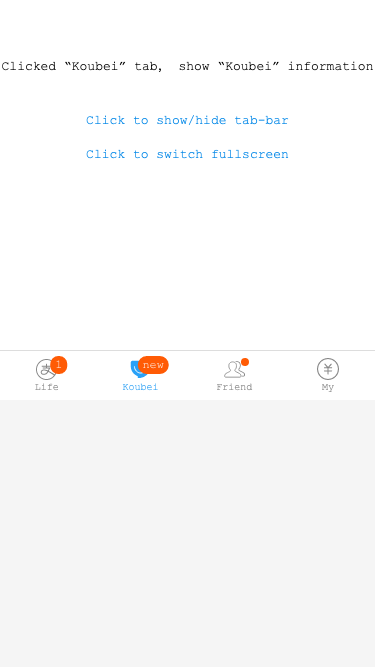 Clicked “Koubei” tab, show “Koubei” information
Click to show/hide tab-bar
Click to switch fullscreen
支 1 new ¥
Life Koubei Friend My